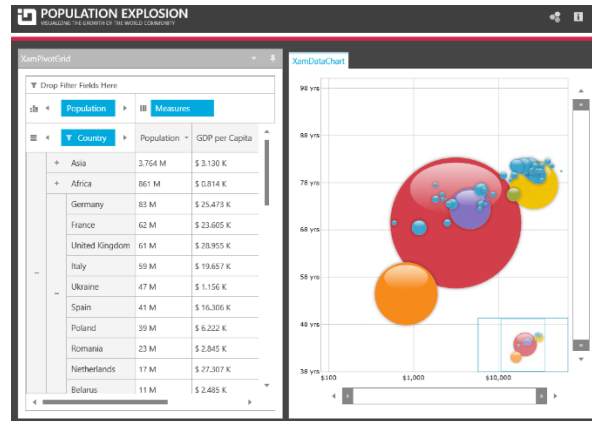 POPULATION EXPLOSION
VISUALIZING THE GROWTH OF THE WORLD COMMUNITY
XamPivotGrid
Drop Filter Fields Here
Population
Measures
Country
Population GDP per Capita
+ Asia 3.764 M $ 3.130 K
+ Africa 861 M $ 0.814 K
Germany 83 M $ 25.473 K
France 62 M $ 23.605 K
United Kingdom 61 M $ 28.955 K
Italy 59 M $ 19.657 K
Ukraine 47 M $ 1.156 K
Spain 41 M $ 16.306 K
Poland 39 M $ 6.222 K
Romania 23 M $ 2.845 K
Netherlands 17 M $ 27.307 K
Belarus 11 M $ 2.485 K
XamDataChart
98 yrs
88 yrs
78 yrs
68 yrs
58 yrs
48 yrs
38 yrs
$100 $1,000 $10,000